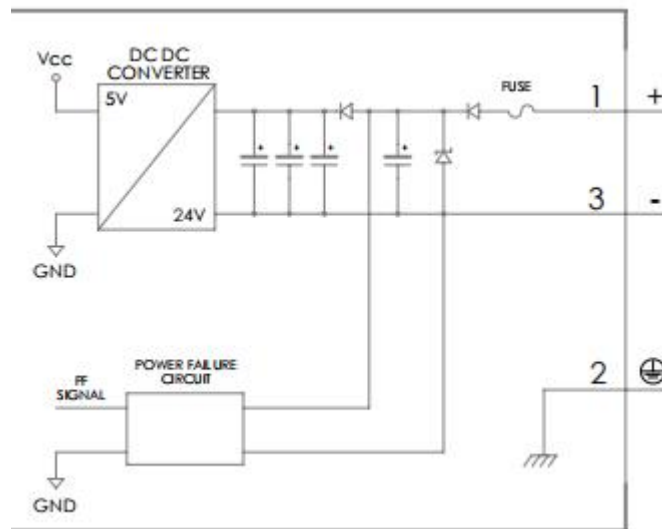 Vcc
DC DC
CONVERTER
5V
24V
GND
FUSE
1 +
3 -
POWER FAILURE
CIRCUIT
PF
SIGNAL
GND
2